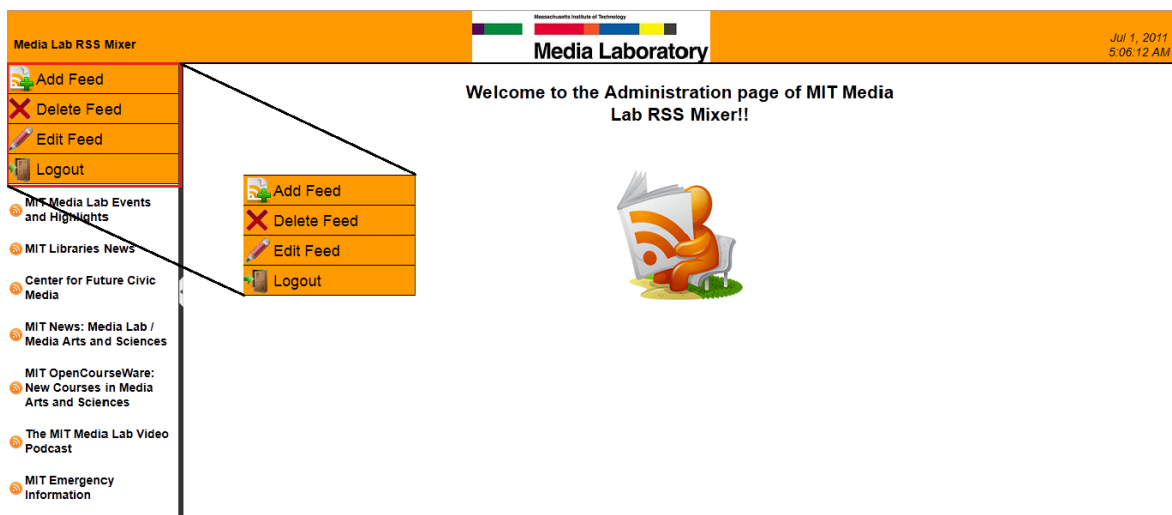 Massachusetts Institute of Technology
Media Laboratory
Media Lab RSS Mixer
Jul 1, 2011
5:06:12 AM
Add Feed
Delete Feed
Edit Feed
Logout
MIT Media Lab Events
and Highlights
MIT Libraries News
Center for Future Civic
Media
MIT News: Media Lab /
Media Arts and Sciences
MIT OpenCourseWare:
New Courses in Media
Arts and Sciences
The MIT Media Lab Video
Podcast
MIT Emergency
Information
Welcome to the Administration page of MIT Media
Lab RSS Mixer!!
Add Feed
Delete Feed
Edit Feed
Logout